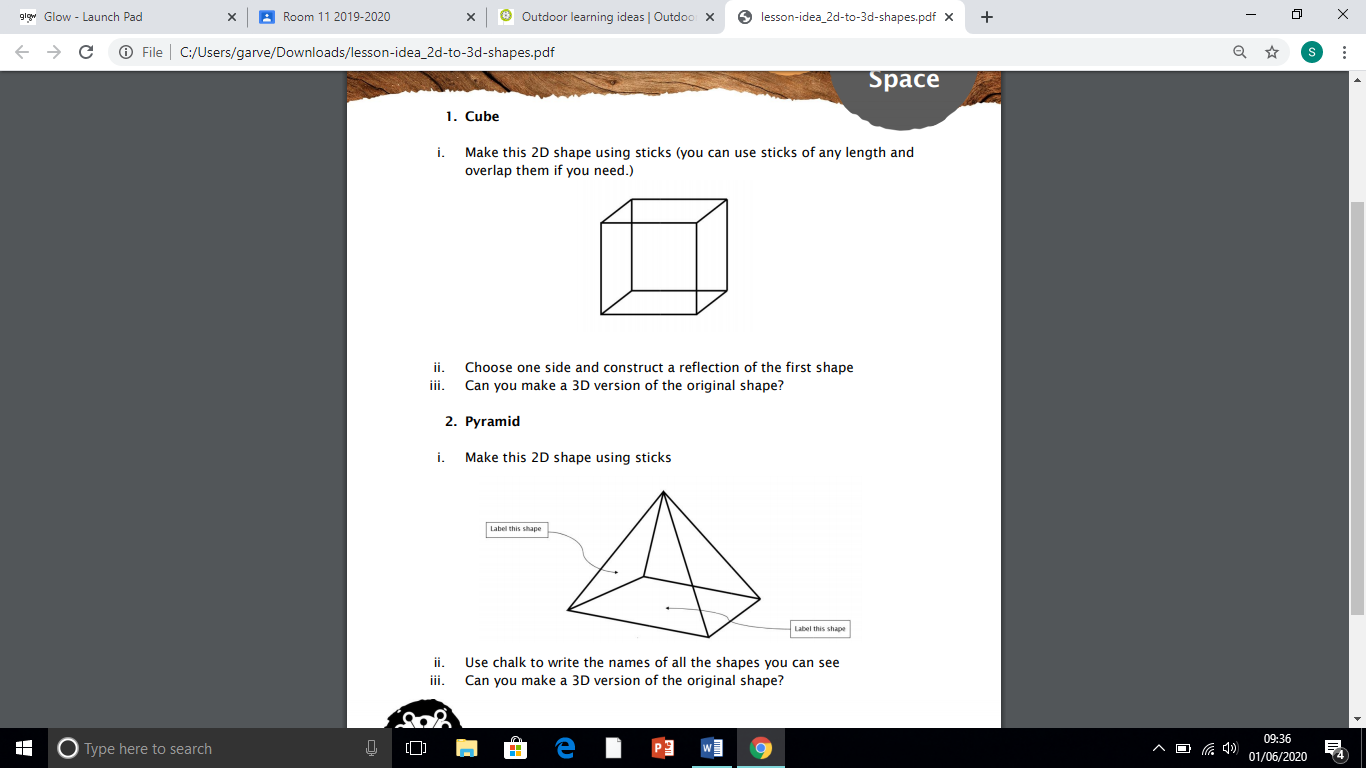 glow Glow - Launch Pad
Room 11 2019-2020
Outdoor learning ideas | Outdoo
lesson-idea_2d-to-3d-shapes.pdf
File C:/Users/garve/Downloads/lesson-idea_2d-to-3d-shapes.pdf
S
Space
1. Cube
i. Make this 2D shape using sticks (you can use sticks of any length and
overlap them if you need.)
ii. Choose one side and construct a reflection of the first shape
iii. Can you make a 3D version of the original shape?
2. Pyramid
i. Make this 2D shape using sticks
Label this shape
Label this shape
ii. Use chalk to write the names of all the shapes you can see
iii. Can you make a 3D version of the original shape?
Type here to search
09:36
01/06/2020
4